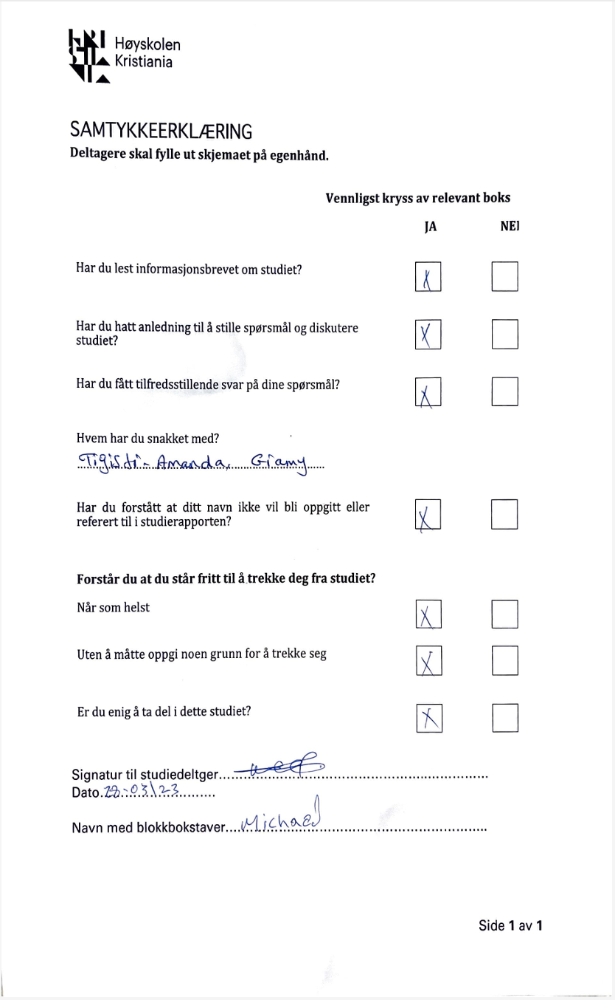 Høyskolen
Kristiania
SAMTYKKEERKLÆRING
Deltagere skal fylle ut skjemaet på egenhånd.
Vennligst kryss av relevant boks
JA NEI
Har du lest informasjonsbrevet om studiet? X
Har du hatt anledning til å stille spørsmål og diskutere
studiet? X
Har du fått tilfredsstillende svar på dine spørsmål? X
Hvem har du snakket med?
Tigisti-Amanda, Giamy
Har du forstått at ditt navn ikke vil bli oppgitt eller
referert til i studierapporten? X
Forstår du at du står fritt til å trekke deg fra studiet?
Når som helst X
Uten å måtte oppgi noen grunn for å trekke seg X
Er du enig å ta del i dette studiet? X
Signatur til studiedeltger
Dato 03/23
Navn med blokkbokstaver Michael
Side 1 av 1